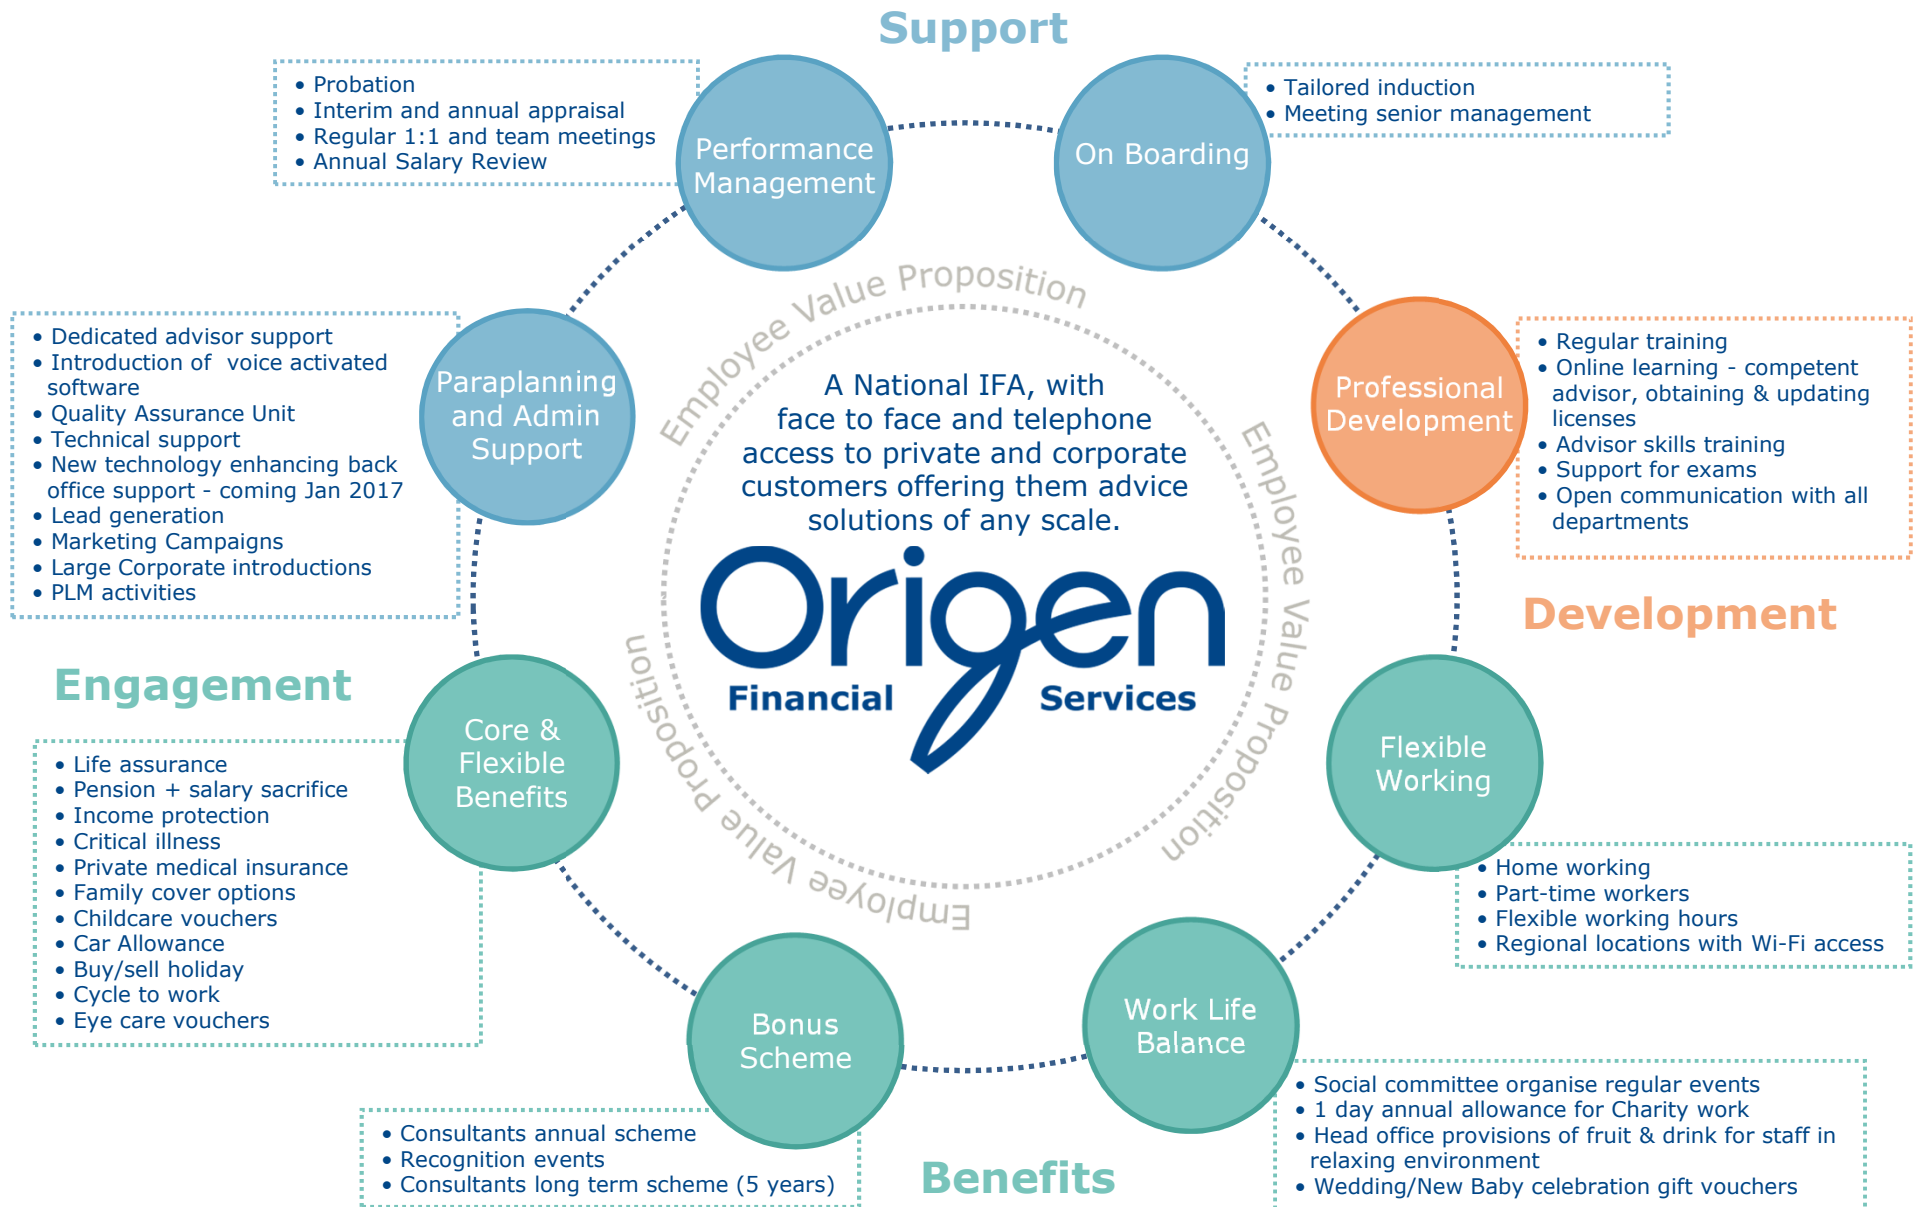 Support
• Probation
• Interim and annual appraisal
• Regular 1:1 and team meetings
• Annual Salary Review
Performance
Management
On Boarding
• Tailored induction
• Meeting senior management
• Dedicated advisor support
• Introduction of voice activated
software
• Quality Assurance Unit
• Technical support
• New technology enhancing back
office support - coming Jan 2017
• Lead generation
• Marketing Campaigns
• Large Corporate introductions
• PLM activities
Paraplanning
and Admin
Support
Employee Value Proposition
Employee Value Proposition
Employee Value Proposition
A National IFA, with
face to face and telephone
access to private and corporate
customers offering them advice
solutions of any scale.
Origen
Financial Services
Professional
Development
• Regular training
• Online learning - competent
advisor, obtaining & updating
licenses
• Advisor skills training
• Support for exams
• Open communication with all
departments
Development
Engagement
Core &
Flexible
Benefits
• Life assurance
• Pension + salary sacrifice
• Income protection
• Critical illness
• Private medical insurance
• Family cover options
• Childcare vouchers
• Car Allowance
• Buy/sell holiday
• Cycle to work
• Eye care vouchers
Flexible
Working
• Home working
• Part-time workers
• Flexible working hours
• Regional locations with Wi-Fi access
Bonus
Scheme
• Consultants annual scheme
• Recognition events
• Consultants long term scheme (5 years)
Work Life
Balance
• Social committee organise regular events
• 1 day annual allowance for Charity work
• Head office provisions of fruit & drink for staff in
relaxing environment
• Wedding/New Baby celebration gift vouchers
Benefits